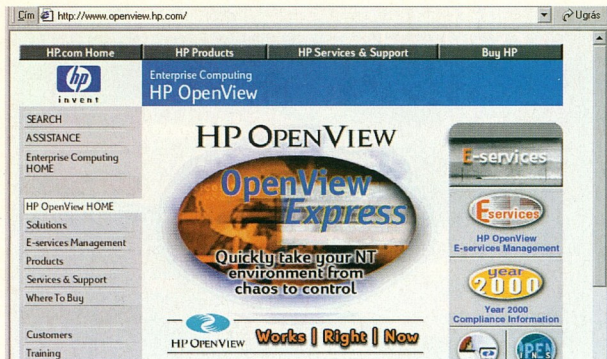 Cím http://www.openview.hp.com/ Ugrás
HP.com Home HP Products HP Services & Support Buy HP
hp
invent
Enterprise Computing
HP OpenView
SEARCH
ASSISTANCE
Enterprise Computing
HOME
HP OpenView HOME
Solutions
E-services Management
Products
Services & Support
Where To Buy
Customers
Training
HP OPENVIEW
OpenView
Express
Quickly take your NT
environment from
chaos to control
HP OPENVIEW
Works | Right | Now
E-services
Eservices
HP OpenView
E-services Management
year
2000
Year 2000
Compliance Information